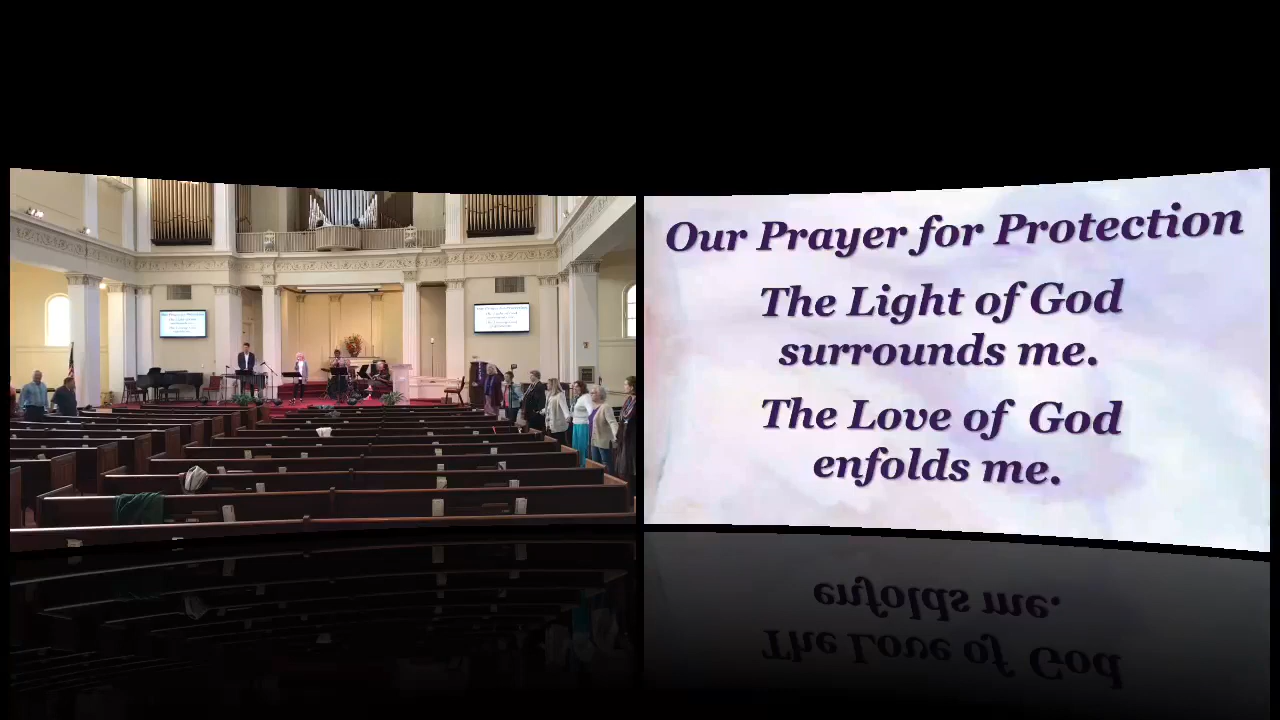 Our Prayer for Protection
The Light of God
surrounds me.
The Love of God
enfolds me.